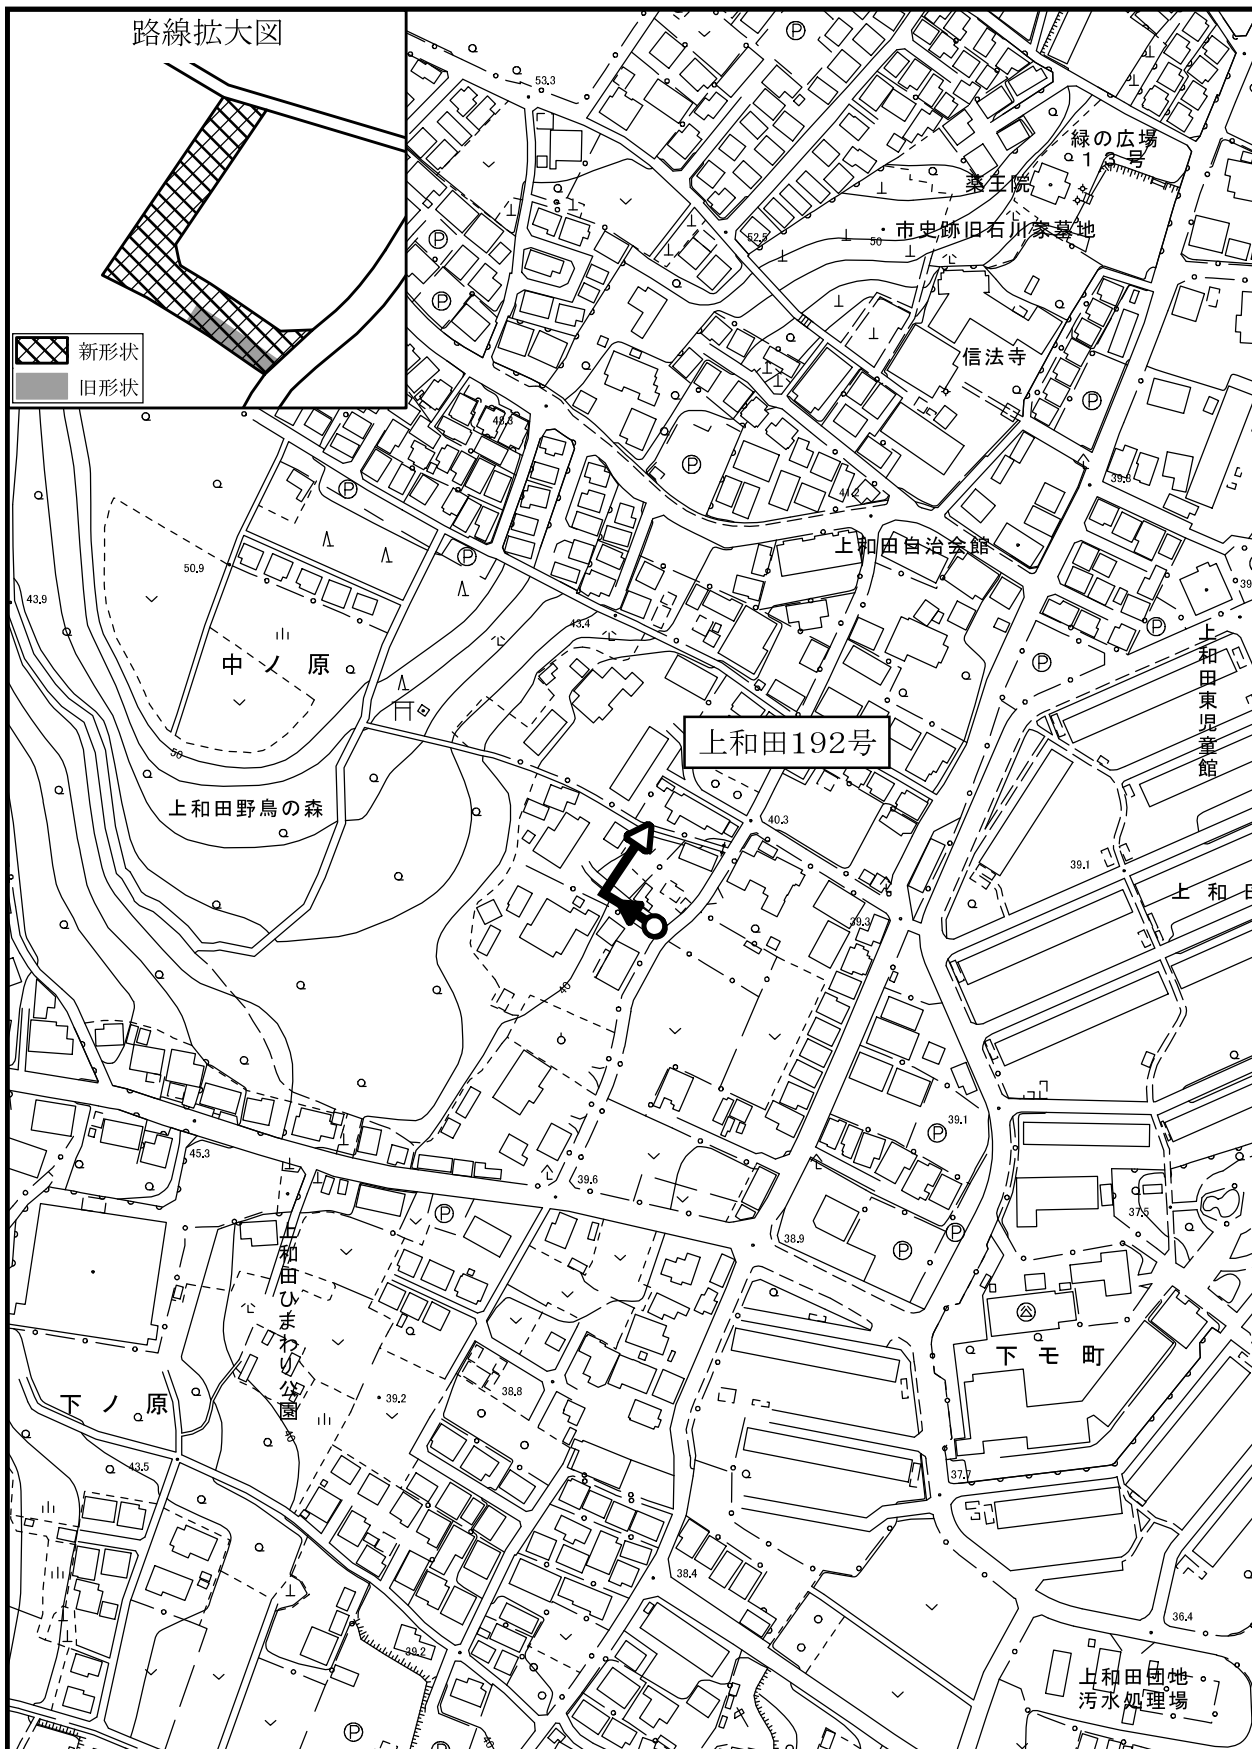 路線拡大図
新形状
旧形状
53.3
Ⓟ
緑の広場
13号
薬王院
52.5
50
市史跡旧石川家墓地
Ⓟ
Ⓟ
信法寺
Ⓟ
48.8
Ⓟ
Ⓟ
41.2
39.8
上和田自治会館
Ⓟ
50.9
43.9
43.4
39
Ⓟ
Ⓟ
上和田東児童館
中ノ原
50
上和田192号
上和田野鳥の森
40.3
39.1
上和田
39.3
40
39.1
Ⓟ
45.3
39.6
37.5
Ⓟ
38.9
Ⓟ
Ⓟ
上和田ひまわり公園
下モ町
下ノ原
39.2
38.8
40
43.5
37.7
38.4
36.4
39.2
上和田団地
汚水処理場
Ⓟ
Ⓟ
40